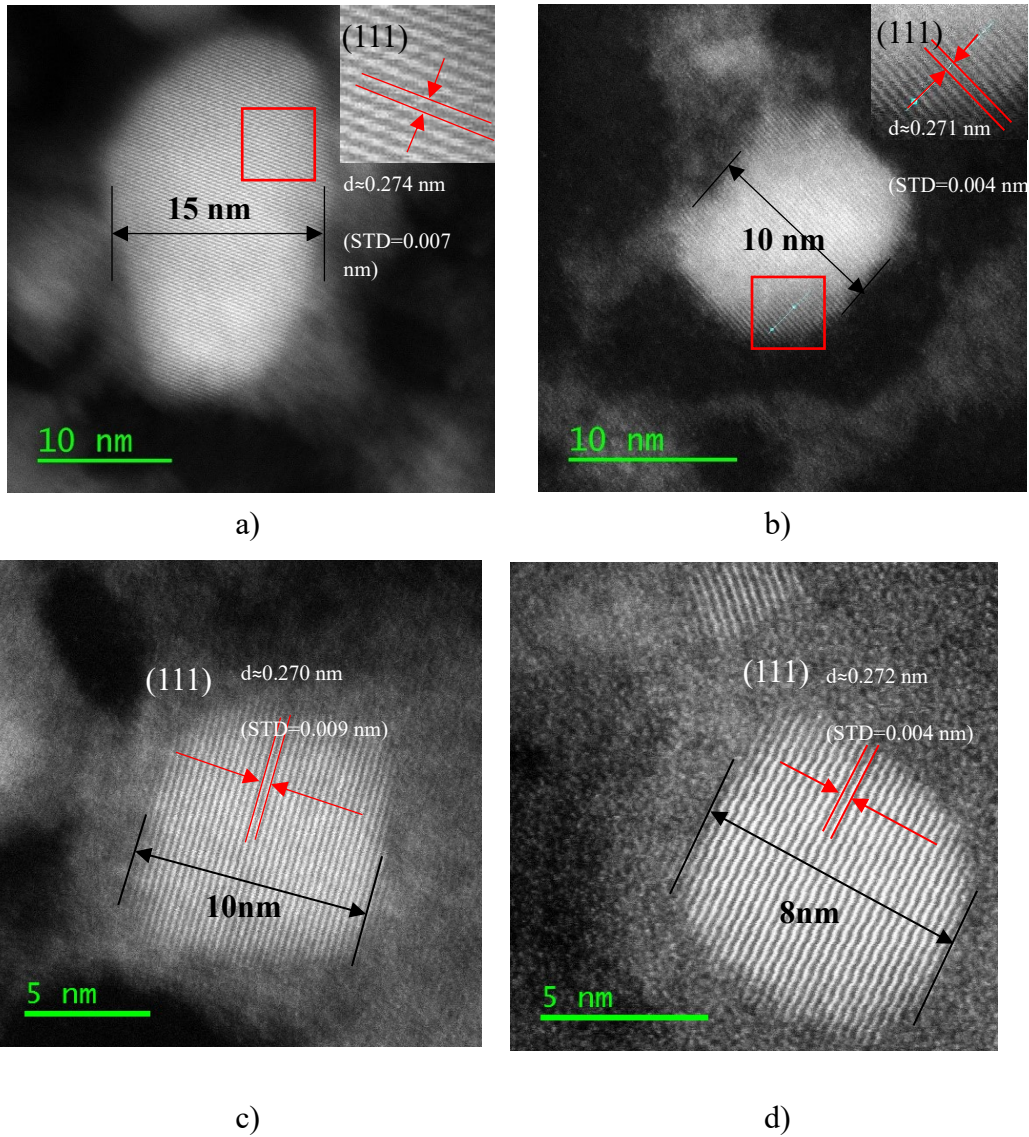 (111)
d≈0.274 nm
(STD=0.007
nm)
15 nm
10 nm
a)
(111)
d≈0.271 nm
(STD=0.004 nm
10 nm
10 nm
b)
(111)
d≈0.270 nm
(STD=0.009 nm)
10nm
5 nm
c)
(111)
d≈0.272 nm
(STD=0.004 nm)
8nm
5 nm
d)